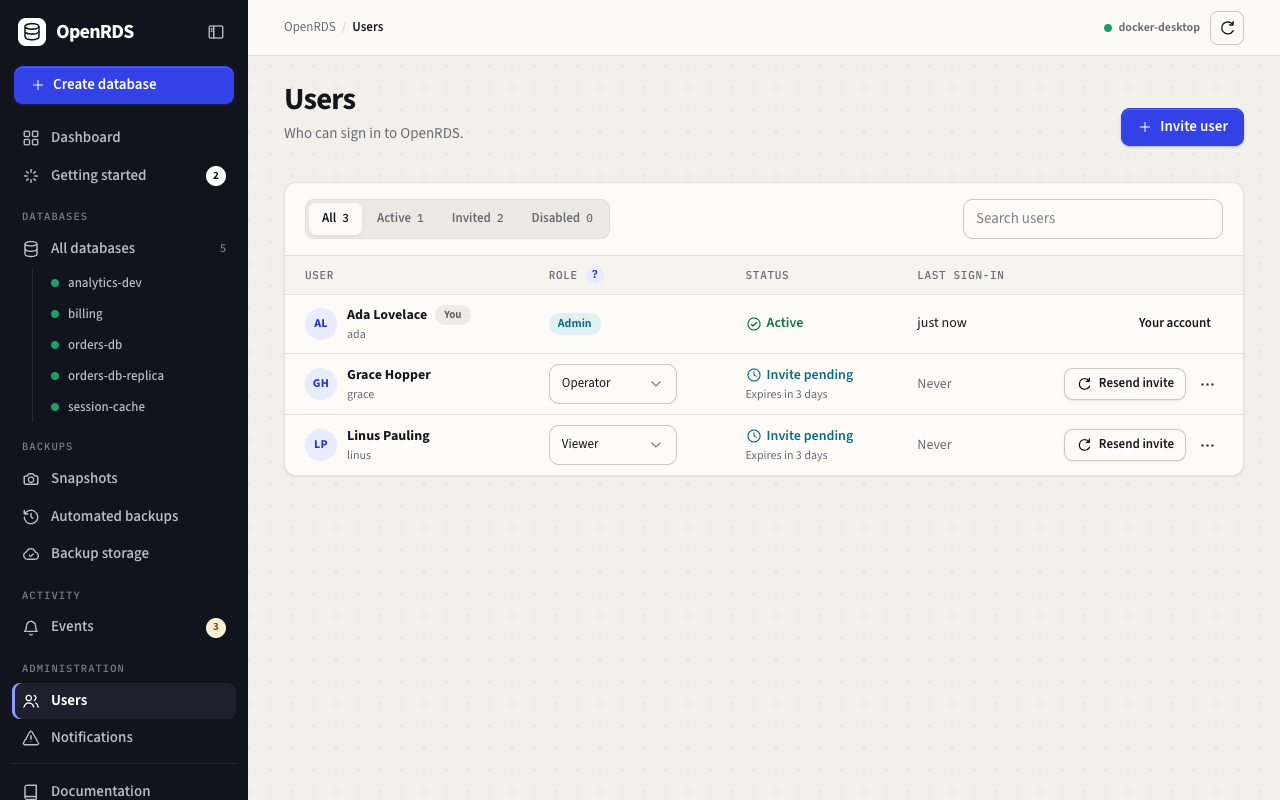 OpenRDS
Create database
Dashboard
Getting started 2
DATABASES
All databases 5
analytics-dev
billing
orders-db
orders-db-replica
session-cache
BACKUPS
Snapshots
Automated backups
Backup storage
ACTIVITY
Events 3
ADMINISTRATION
Users
Notifications
Documentation
OpenRDS / Users
docker-desktop
Users
Who can sign in to OpenRDS.
+ Invite user
All 3 Active 1 Invited 2 Disabled 0
Search users
USER ROLE ? STATUS LAST SIGN-IN
AL Ada Lovelace You Admin Active just now Your account
ada
GH Grace Hopper Operator Invite pending Never Resend invite ...
grace Expires in 3 days
LP Linus Pauling Viewer Invite pending Never Resend invite ...
linus Expires in 3 days